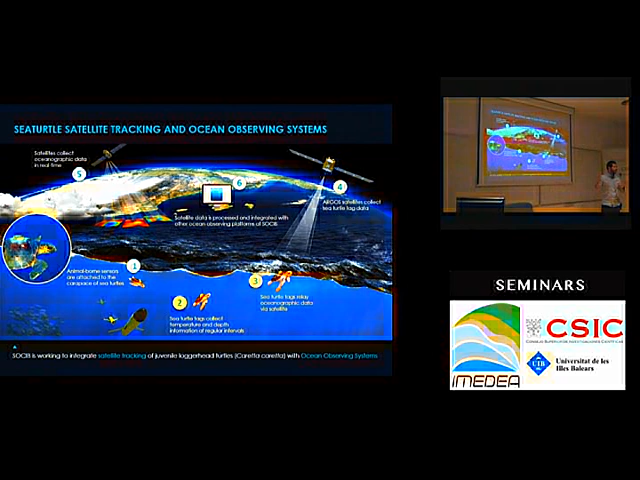 SEATURTLE SATELLITE TRACKING AND OCEAN OBSERVING SYSTEMS
Satellites collect
oceanographic data
in real-time
5
6
4
ARGOS satellites collect
sea turtle tag data
Satellite data is processed and integrated with
other ocean observing platforms of SOCIB
1
Animal-borne sensors
are attached to the
carapace of sea turtles
2
Sea turtle tags collect
temperature and depth
information at regular intervals
3
Sea turtle tags relay
oceanographic data
via satellite
SOCIB is working to integrate satellite tracking of juvenile loggerhead turtles (Caretta caretta) with Ocean Observing Systems
SEMINARS
IMEDEA
CSIC
CONSEJO SUPERIOR DE INVESTIGACIONES CIENTÍFICAS
UIB
Universitat de les
Illes Balears